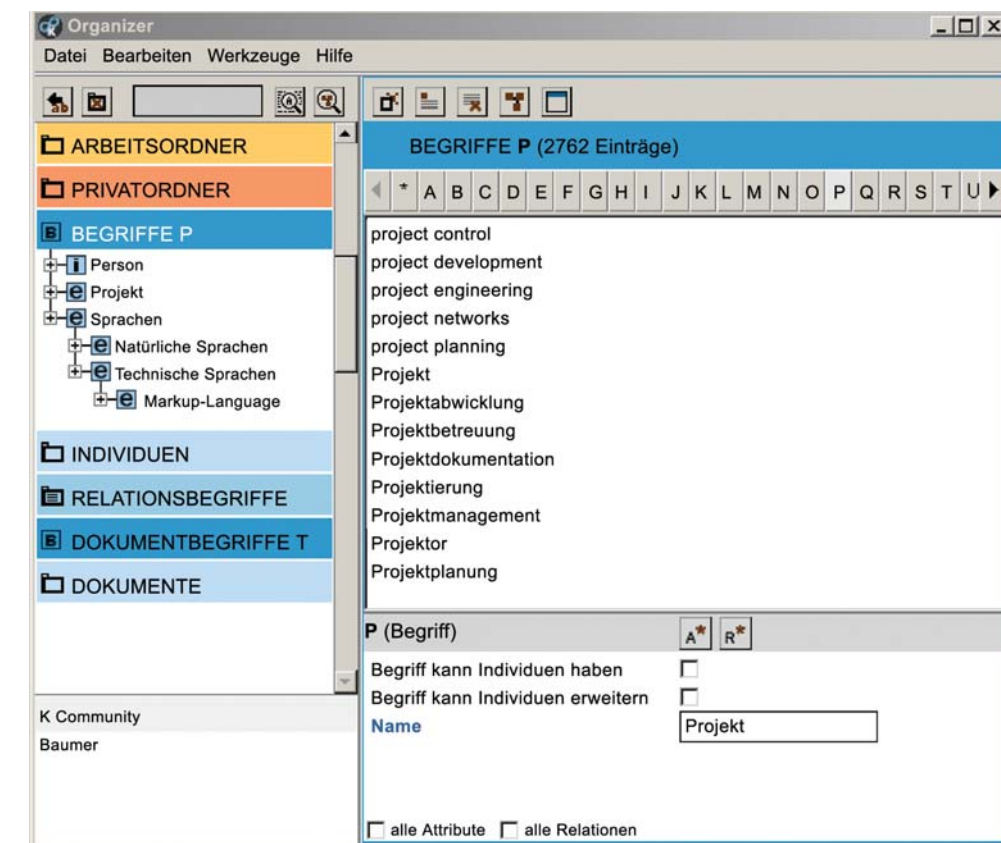 Organizer
Datei Bearbeiten Werkzeuge Hilfe
ARBEITSORDNER
PRIVATORDNER
B BEGRIFFE P
i Person
e Projekt
e Sprachen
e Natürliche Sprachen
e Technische Sprachen
e Markup-Language
INDIVIDUEN
RELATIONSBEGRIFFE
B DOKUMENTBEGRIFFE T
DOKUMENTE
K Community
Baumer
BEGRIFFE P (2762 Einträge)
* A B C D E F G H I J K L M N O P Q R S T U
project control
project development
project engineering
project networks
project planning
Projekt
Projektabwicklung
Projektbetreuung
Projektdokumentation
Projektierung
Projektmanagement
Projektor
Projektplanung
P (Begriff) A* R*
Begriff kann Individuen haben
Begriff kann Individuen erweitern
Name Projekt
alle Attribute alle Relationen